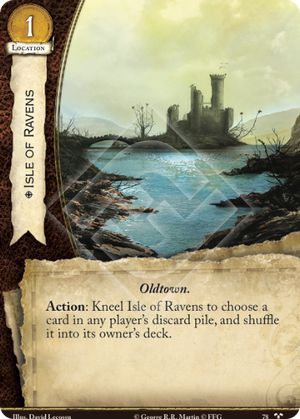 1
LOCATION
ISLE OF RAVENS
Oldtown.
Action: Kneel Isle of Ravens to choose a
card in any player's discard pile, and shuffle
it into its owner's deck.
Illus. David Lecossu
© George R.R. Martin © FFG
78